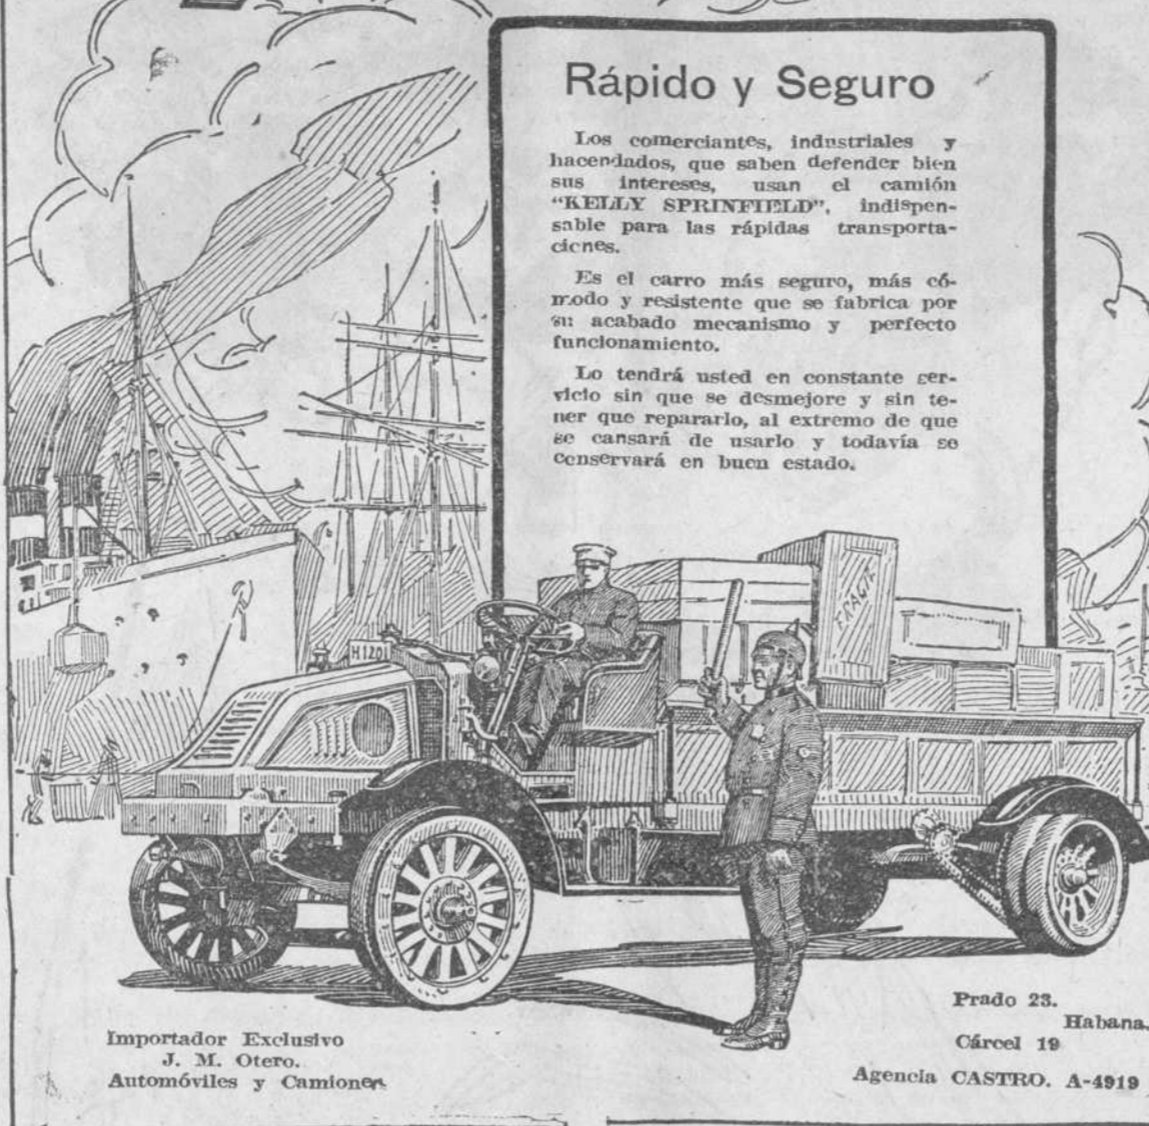 Rápido y Seguro
Los comerciantes, industriales y
hacendados, que saben defender bien
sus intereses, usan el camión
"KELLY SPRINFIELD", indispen-
sable para las rápidas transporta-
ciones.
Es el carro más seguro, más có-
modo y resistente que se fabrica por
su acabado mecanismo y perfecto
funcionamiento.
Lo tendrá usted en constante ser-
vicio sin que se desmejore y sin te-
ner que repararlo, al extremo de que
se cansará de usarlo y todavía se
conservará en buen estado.
H 120
FRAGIL
Importador Exclusivo
J. M. Otero.
Automóviles y Camiones
Prado 23.
Habana.
Cárcel 19
Agencia CASTRO. A-4919